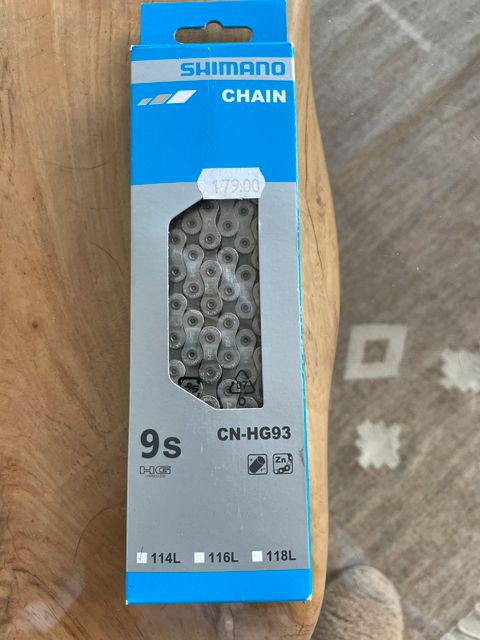 SHIMANO
CHAIN
179.00
9s
CN-HG93
HG
Zn
114L
116L
118L